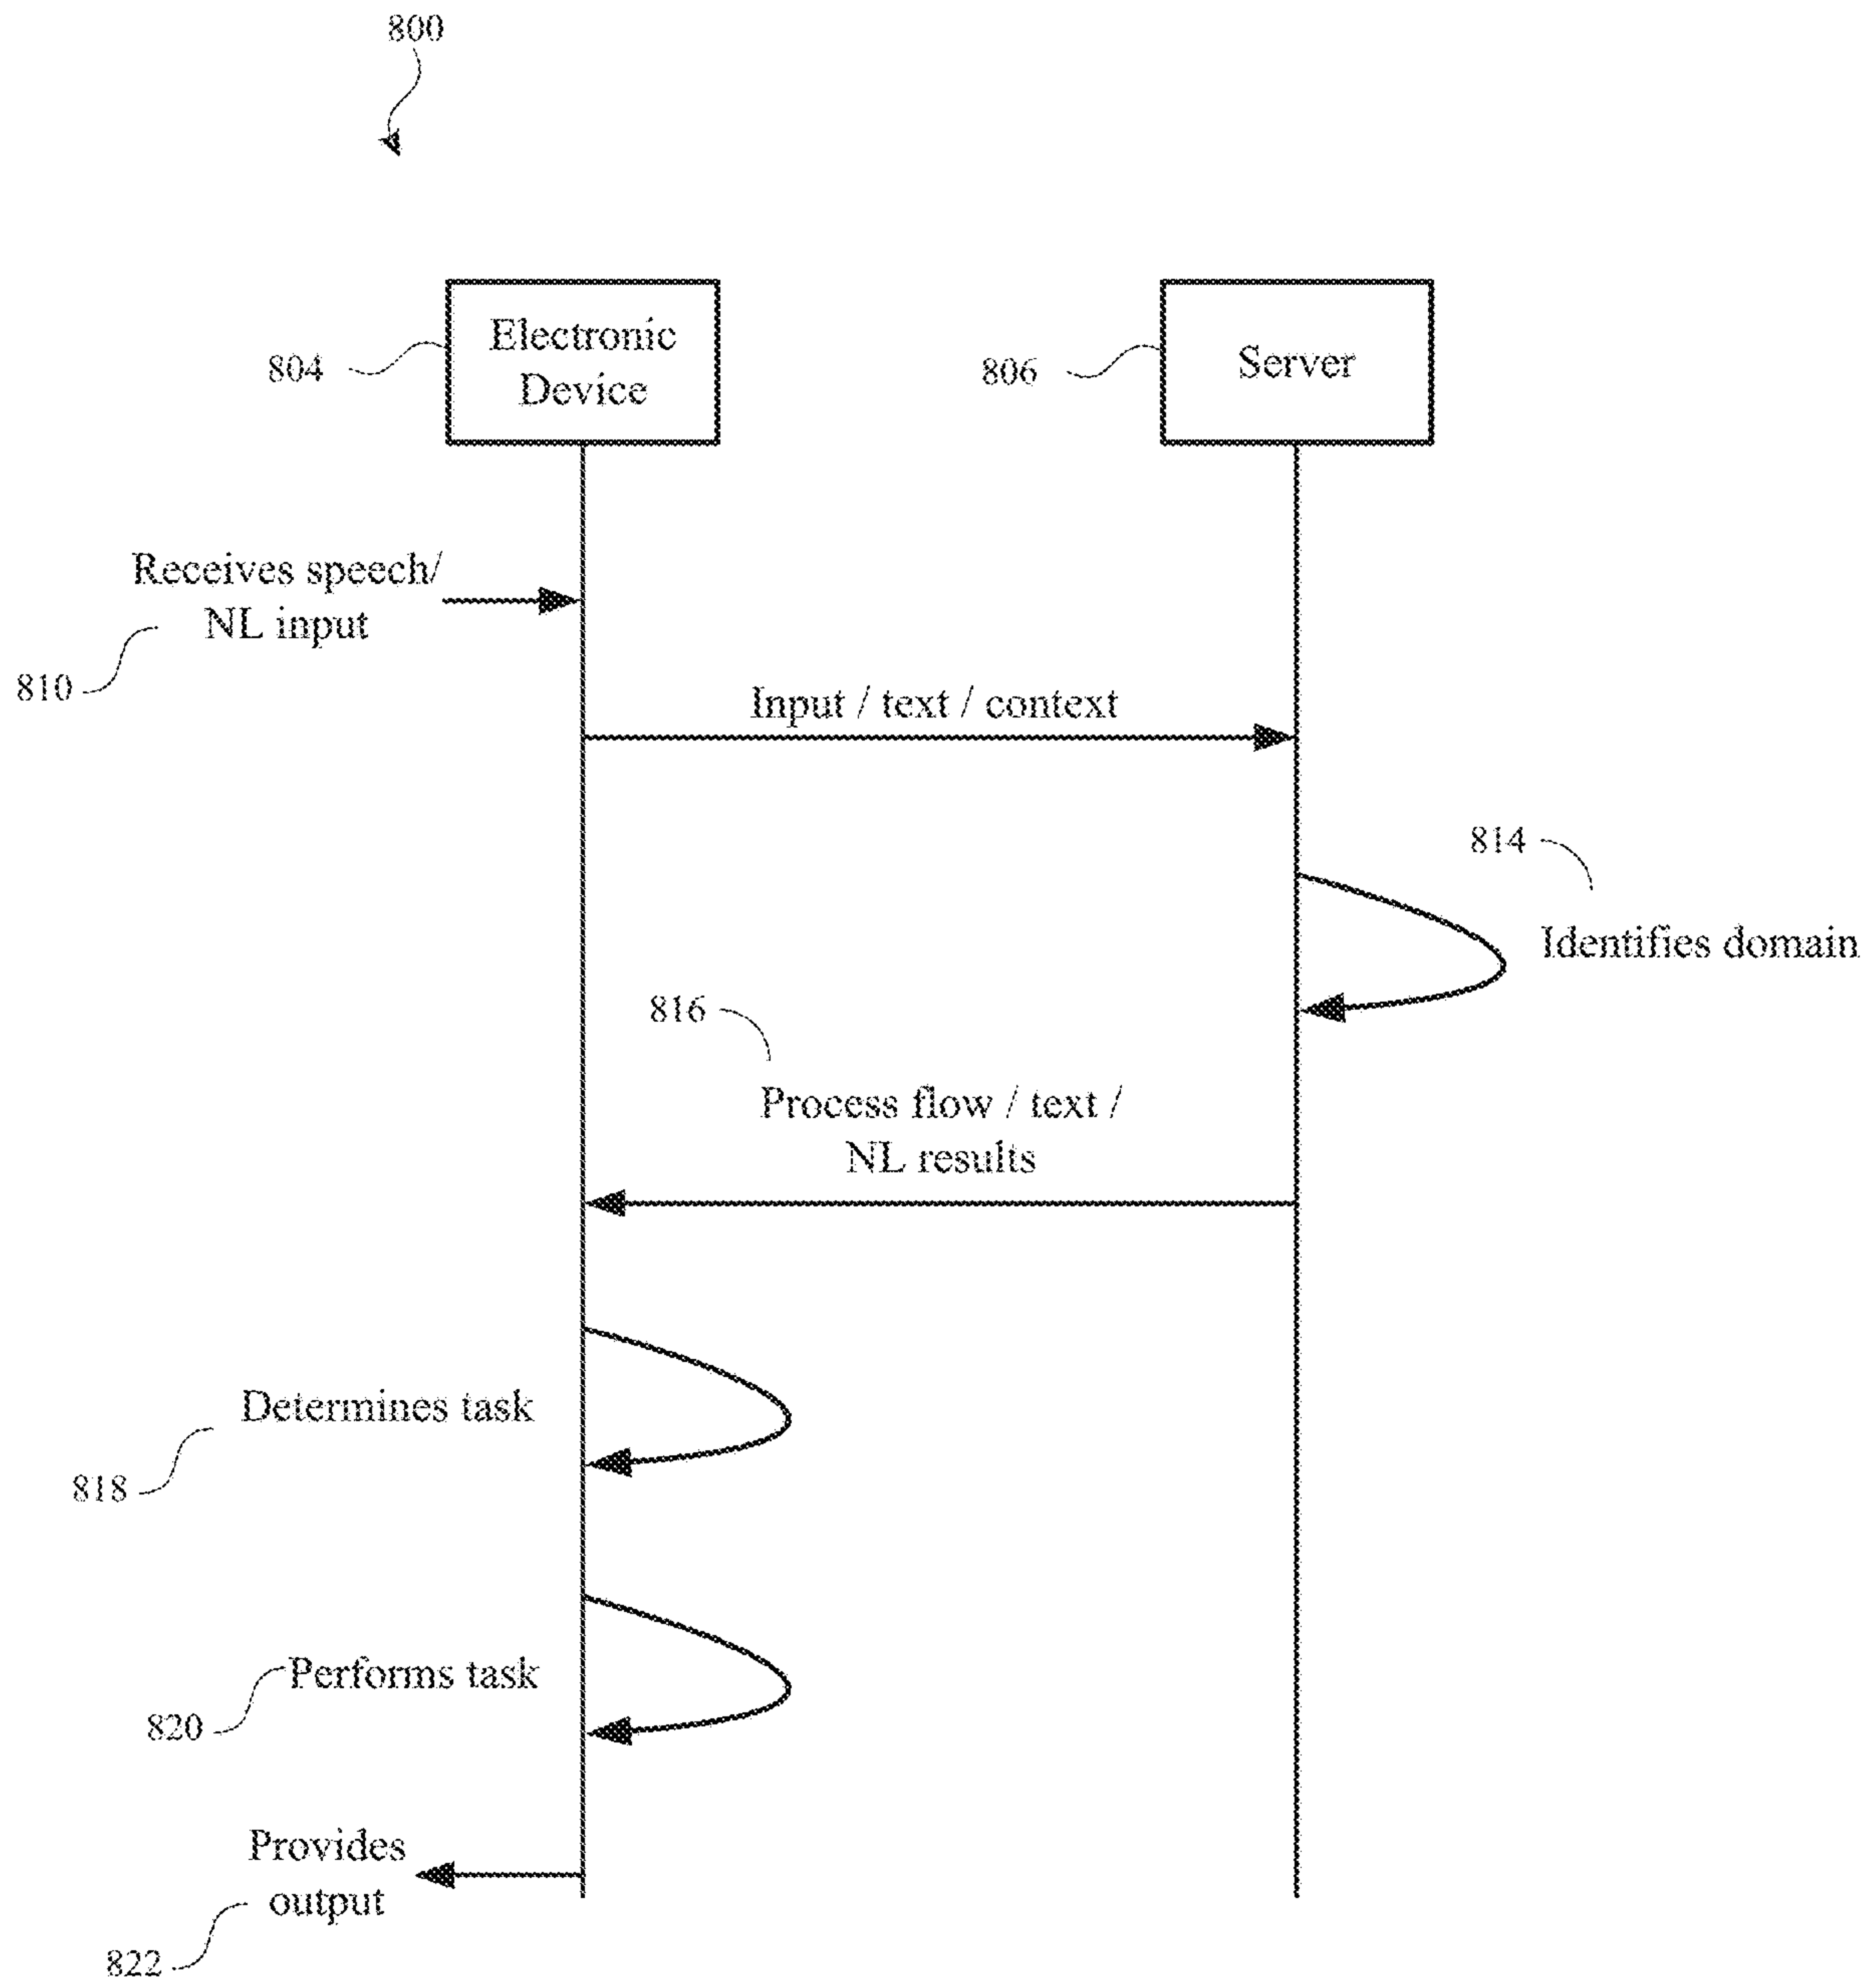 800
Electronic
Device
804
Server
806
Receives speech/
NL input
810
Input / text / context
814
Identifies domain
816
Process flow / text /
NL results
Determines task
818
Performs task
820
Provides
output
822